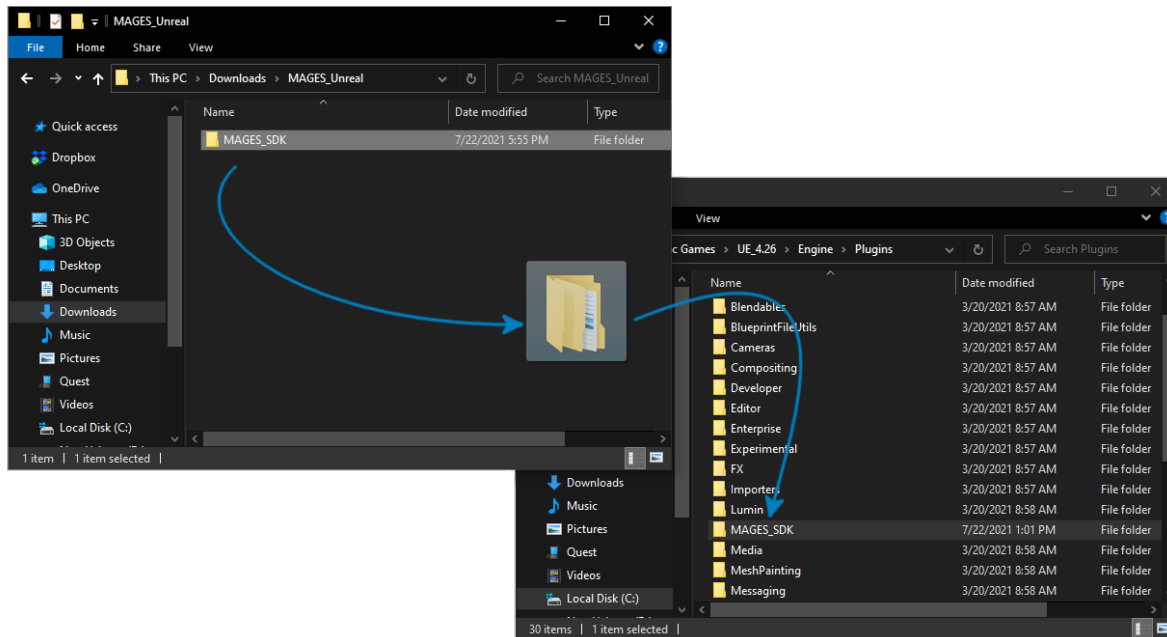 MAGES_Unreal
File Home Share View
This PC > Downloads > MAGES_Unreal
Search MAGES_Unreal
Name Date modified Type
MAGES_SDK 7/22/2021 5:55 PM File folder
Quick access
Dropbox
OneDrive
This PC
3D Objects
Desktop
Documents
Downloads
Music
Pictures
Quest
Videos
Local Disk (C:)
1 item | 1 item selected |
View
Games > UE_4.26 > Engine > Plugins
Search Plugins
Name Date modified Type
Blendables 3/20/2021 8:57 AM File folder
BlueprintFileUtils 3/20/2021 8:57 AM File folder
Cameras 3/20/2021 8:57 AM File folder
Compositing 3/20/2021 8:57 AM File folder
Developer 3/20/2021 8:57 AM File folder
Editor 3/20/2021 8:57 AM File folder
Enterprise 3/20/2021 8:57 AM File folder
Experimental 3/20/2021 8:57 AM File folder
FX 3/20/2021 8:57 AM File folder
Importers 3/20/2021 8:57 AM File folder
Lumin 3/20/2021 8:58 AM File folder
MAGES_SDK 7/22/2021 1:01 PM File folder
Media 3/20/2021 8:58 AM File folder
MeshPainting 3/20/2021 8:58 AM File folder
Messaging 3/20/2021 8:58 AM File folder
Downloads
Music
Pictures
Quest
Videos
Local Disk (C:)
30 items | 1 item selected |